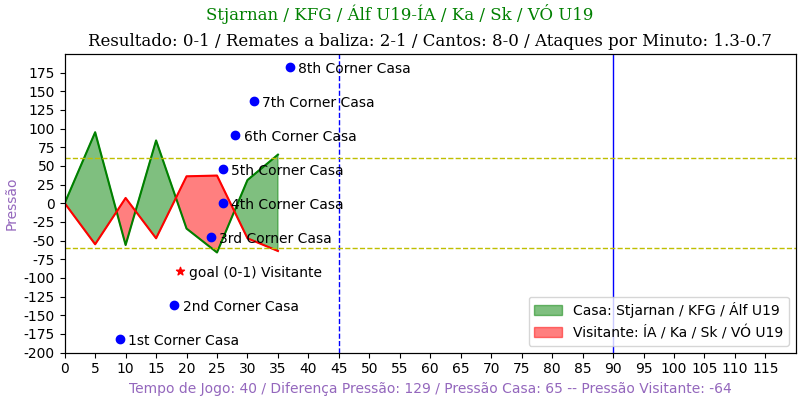 Stjarnan / KFG / Álf U19-ÍA / Ka / Sk / VÓ U19
Resultado: 0-1 / Remates a baliza: 2-1 / Cantos: 8-0 / Ataques por Minuto: 1.3-0.7
175
150
125
100
75
50
25
0
-25
-50
-75
-100
-125
-150
-175
-200
Pressão
8th Corner Casa
7th Corner Casa
6th Corner Casa
5th Corner Casa
4th Corner Casa
3rd Corner Casa
goal (0-1) Visitante
2nd Corner Casa
1st Corner Casa
Casa: Stjarnan / KFG / Álf U19
Visitante: ÍA / Ka / Sk / VÓ U19
0 5 10 15 20 25 30 35 40 45 50 55 60 65 70 75 80 85 90 95 100 105 110 115
Tempo de Jogo: 40 / Diferença Pressão: 129 / Pressão Casa: 65 -- Pressão Visitante: -64